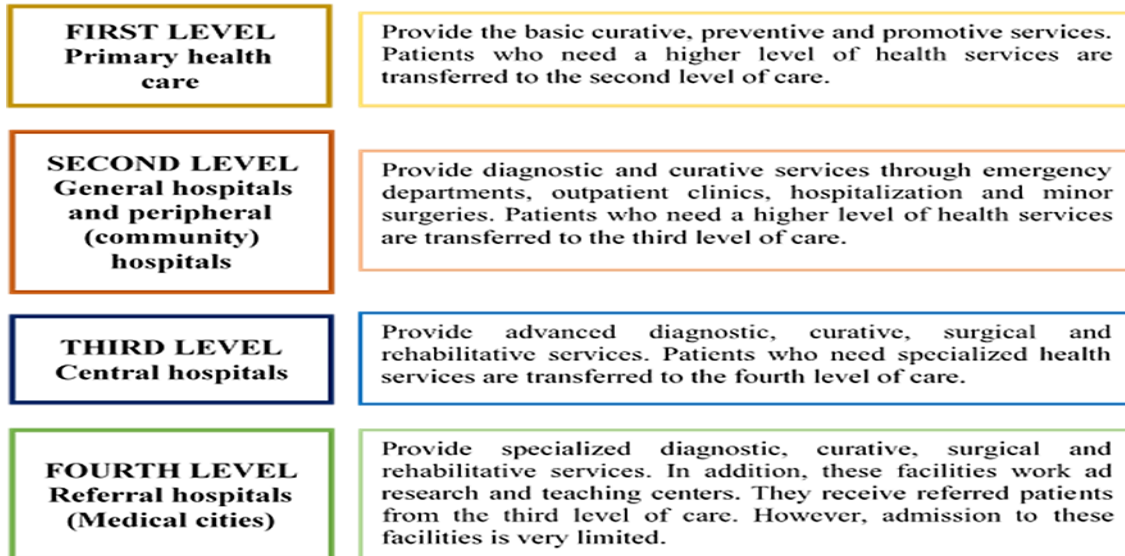 FIRST LEVEL
Primary health
care
Provide the basic curative, preventive and promotive services.
Patients who need a higher level of health services are
transferred to the second level of care.
SECOND LEVEL
General hospitals
and peripheral
(community)
hospitals
Provide diagnostic and curative services through emergency
departments, outpatient clinics, hospitalization and minor
surgeries. Patients who need a higher level of health services
are transferred to the third level of care.
THIRD LEVEL
Central hospitals
Provide advanced diagnostic, curative, surgical and
rehabilitative services. Patients who need specialized health
services are transferred to the fourth level of care.
FOURTH LEVEL
Referral hospitals
(Medical cities)
Provide specialized diagnostic, curative, surgical and
rehabilitative services. In addition, these facilities work ad
research and teaching centers. They receive referred patients
from the third level of care. However, admission to these
facilities is very limited.